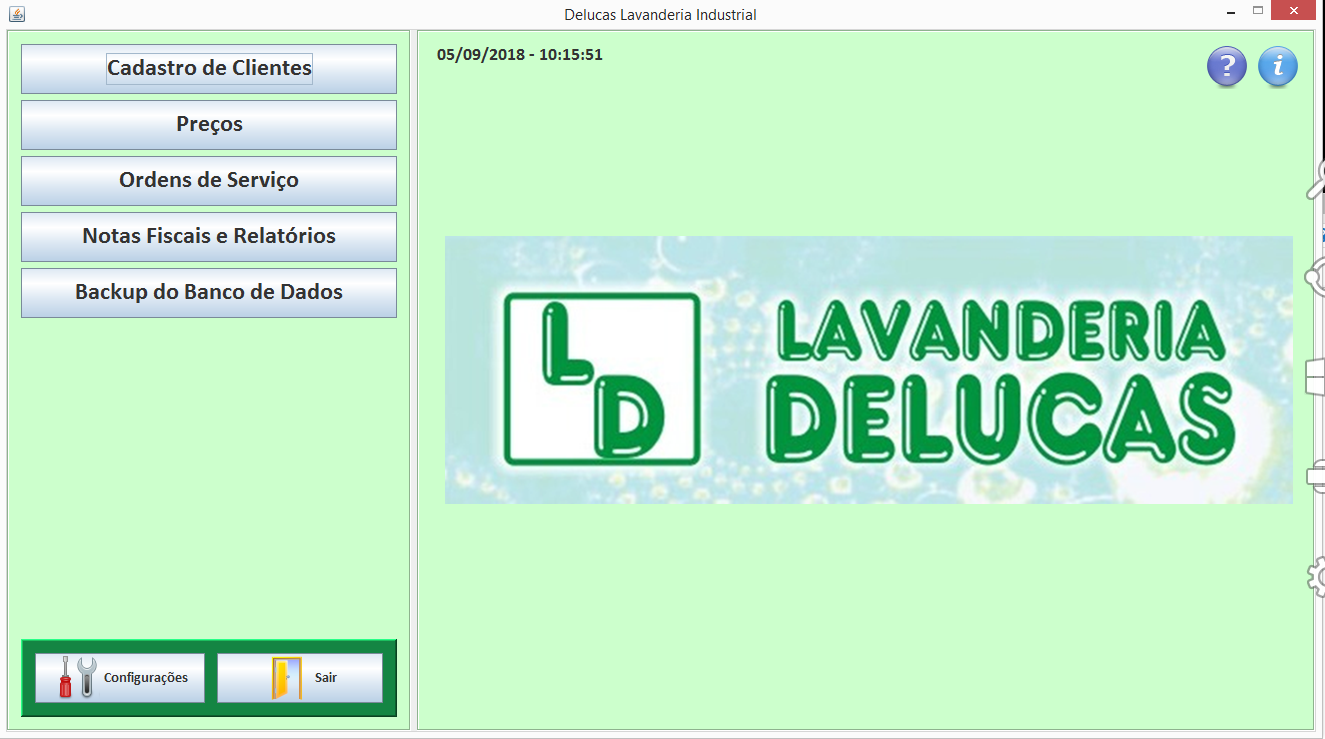 Delucas Lavanderia Industrial
Cadastro de Clientes
Preços
Ordens de Serviço
Notas Fiscais e Relatórios
Backup do Banco de Dados
Configurações
Sair
05/09/2018 - 10:15:51
?
i
LD
LAVANDERIA
DELUCAS